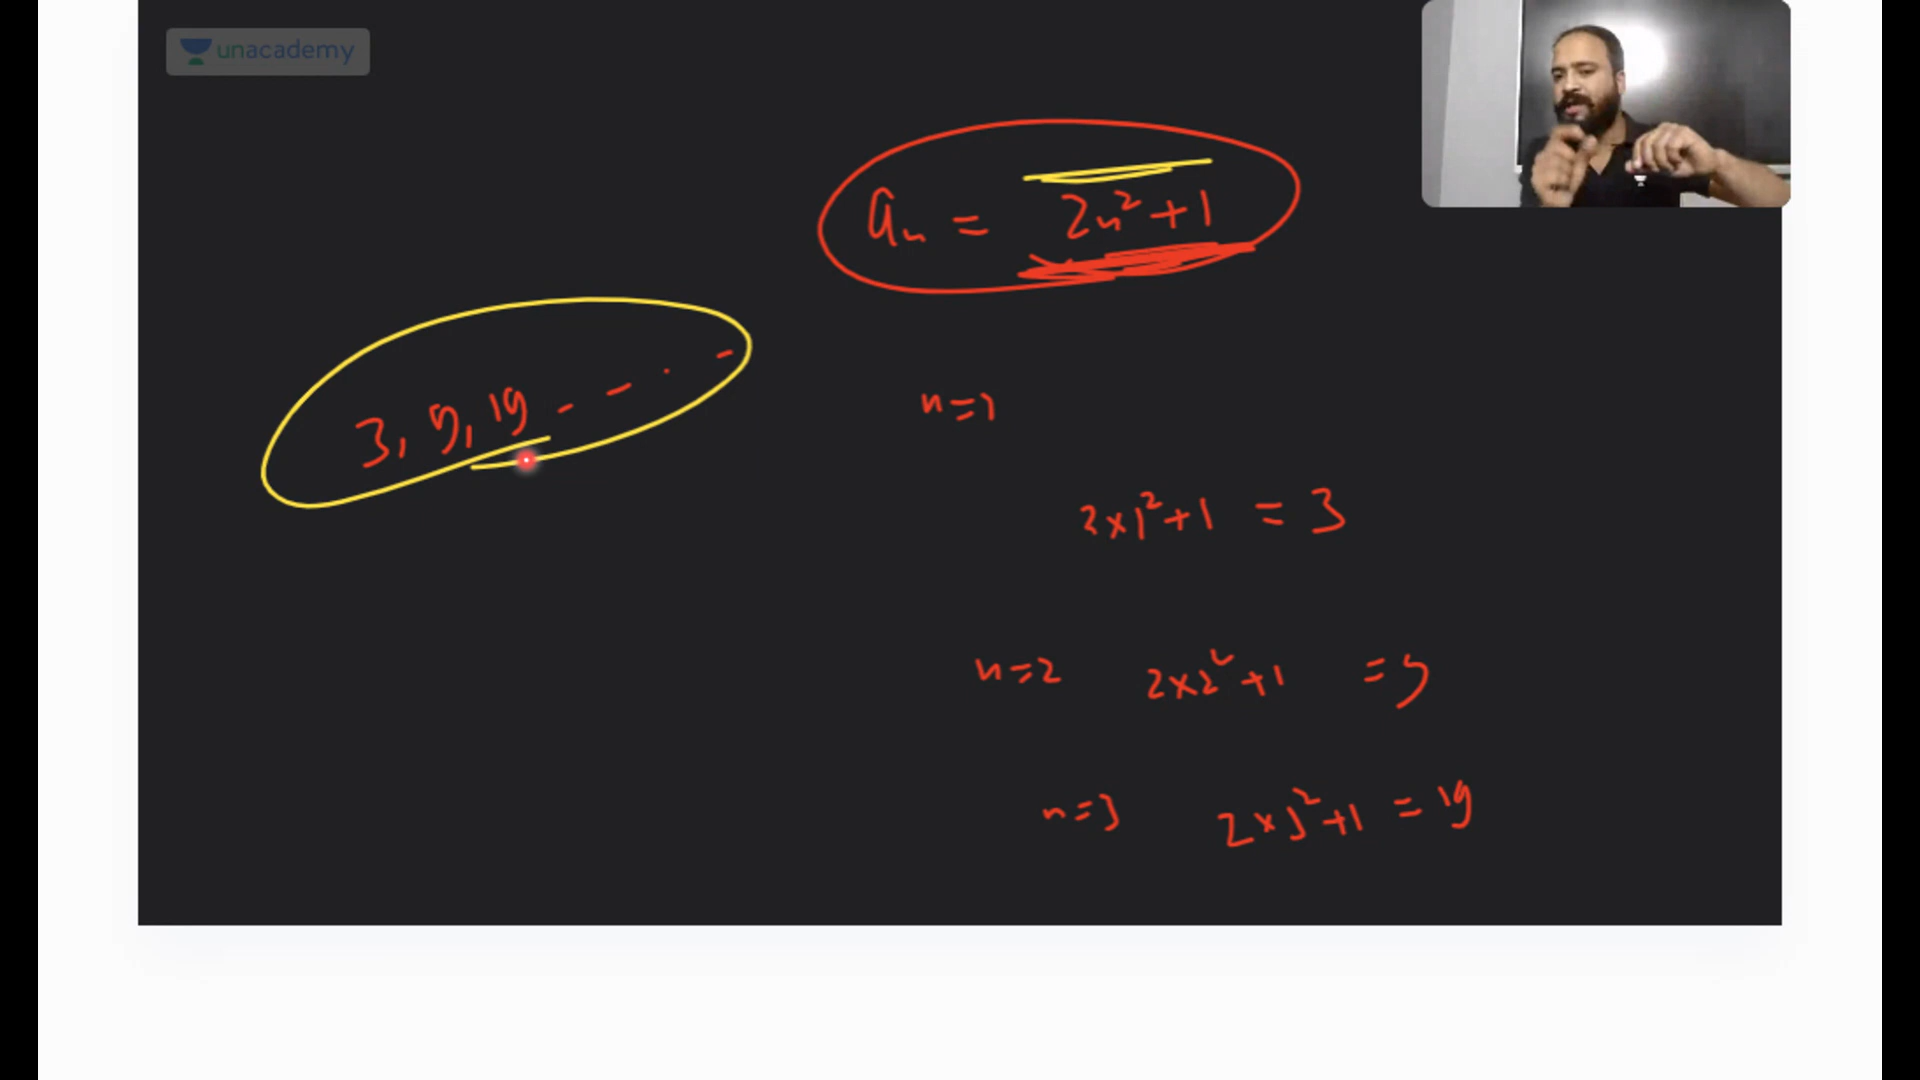 unacademy
aₙ = 2n² + 1
3, 9, 19 - - . -
n=1
2×1² + 1 = 3
n=2 2×2² + 1 = 9
n=3 2×3² + 1 = 19